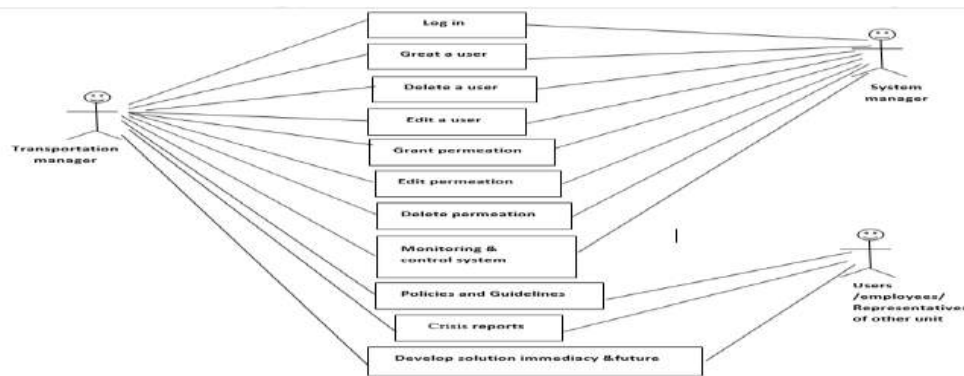 Log in
Great a user
Delete a user
Edit a user
Grant permeation
Edit permeation
Delete permeation
Monitoring &
control system
Policies and Guidelines
Crisis reports
Develop solution immediacy &future
Transportation
manager
System
manager
Users
/employees/
Representatives
of other unit